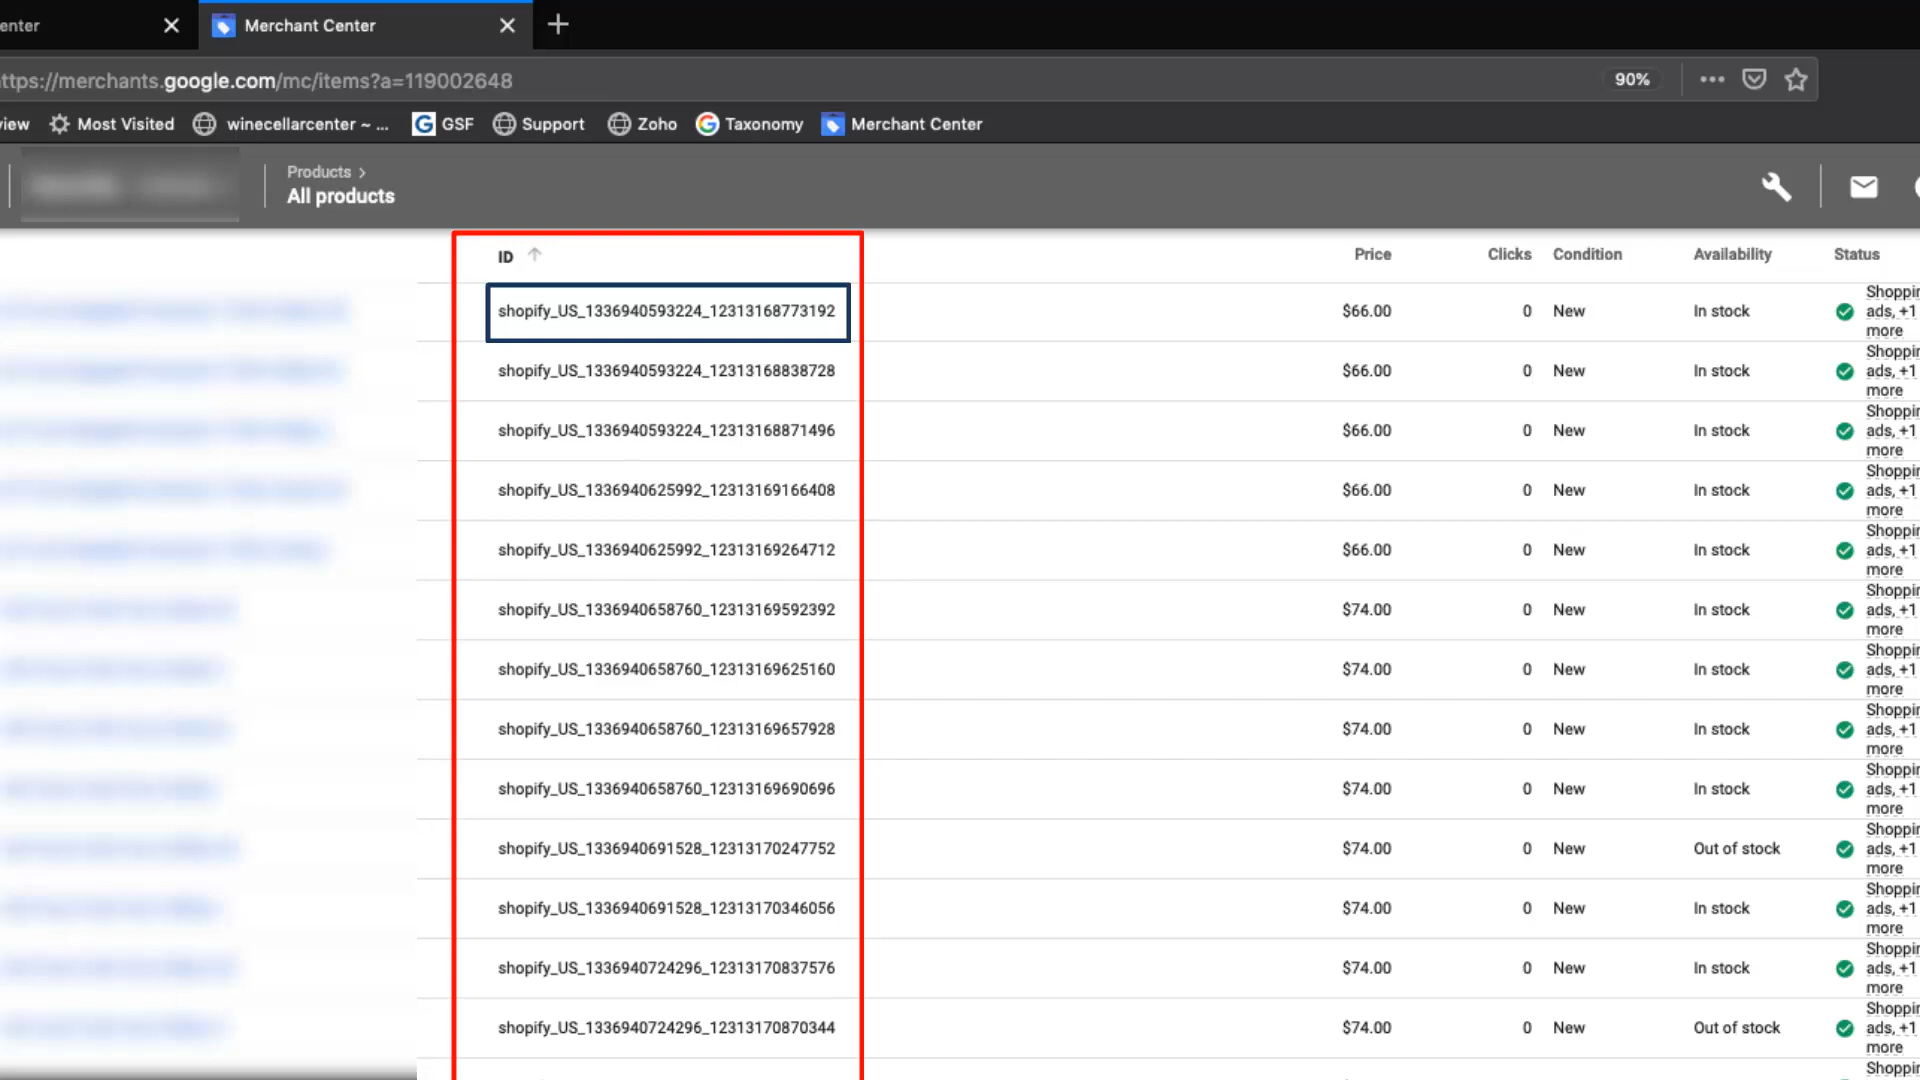 enter
Merchant Center
ttps://merchants.google.com/mc/items?a=119002648
90%
iew Most Visited winecellarcenter ~ ... GSF Support Zoho Taxonomy Merchant Center
Products >
All products
ID Price Clicks Condition Availability Status
shopify_US_1336940593224_12313168773192 $66.00 0 New In stock Shoppin ads, +1 more
shopify_US_1336940593224_12313168838728 $66.00 0 New In stock Shoppin ads, +1 more
shopify_US_1336940593224_12313168871496 $66.00 0 New In stock Shoppin ads, +1 more
shopify_US_1336940625992_12313169166408 $66.00 0 New In stock Shoppin ads, +1 more
shopify_US_1336940625992_12313169264712 $66.00 0 New In stock Shoppin ads, +1 more
shopify_US_1336940658760_12313169592392 $74.00 0 New In stock Shoppin ads, +1 more
shopify_US_1336940658760_12313169625160 $74.00 0 New In stock Shoppin ads, +1 more
shopify_US_1336940658760_12313169657928 $74.00 0 New In stock Shoppin ads, +1 more
shopify_US_1336940658760_12313169690696 $74.00 0 New In stock Shoppin ads, +1 more
shopify_US_1336940691528_12313170247752 $74.00 0 New Out of stock Shoppin ads, +1 more
shopify_US_1336940691528_12313170346056 $74.00 0 New In stock Shoppin ads, +1 more
shopify_US_1336940724296_12313170837576 $74.00 0 New In stock Shoppin ads, +1 more
shopify_US_1336940724296_12313170870344 $74.00 0 New Out of stock Shoppin ads, +1 more
Shoppin